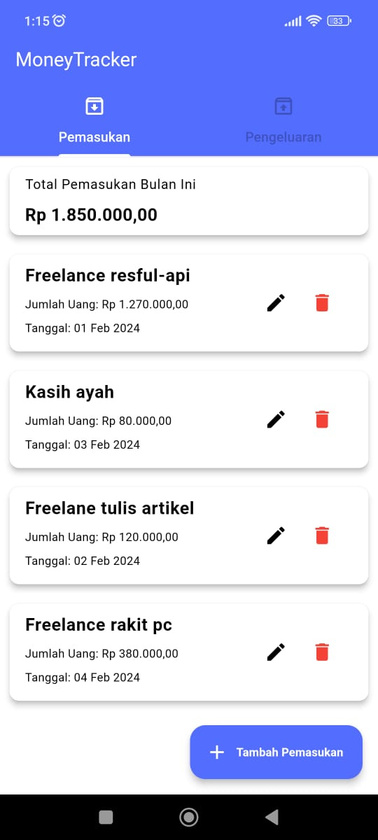 1:15
83
MoneyTracker
Pemasukan
Pengeluaran
Total Pemasukan Bulan Ini
Rp 1.850.000,00
Freelance resful-api
Jumlah Uang: Rp 1.270.000,00
Tanggal: 01 Feb 2024
Kasih ayah
Jumlah Uang: Rp 80.000,00
Tanggal: 03 Feb 2024
Freelane tulis artikel
Jumlah Uang: Rp 120.000,00
Tanggal: 02 Feb 2024
Freelance rakit pc
Jumlah Uang: Rp 380.000,00
Tanggal: 04 Feb 2024
Tambah Pemasukan